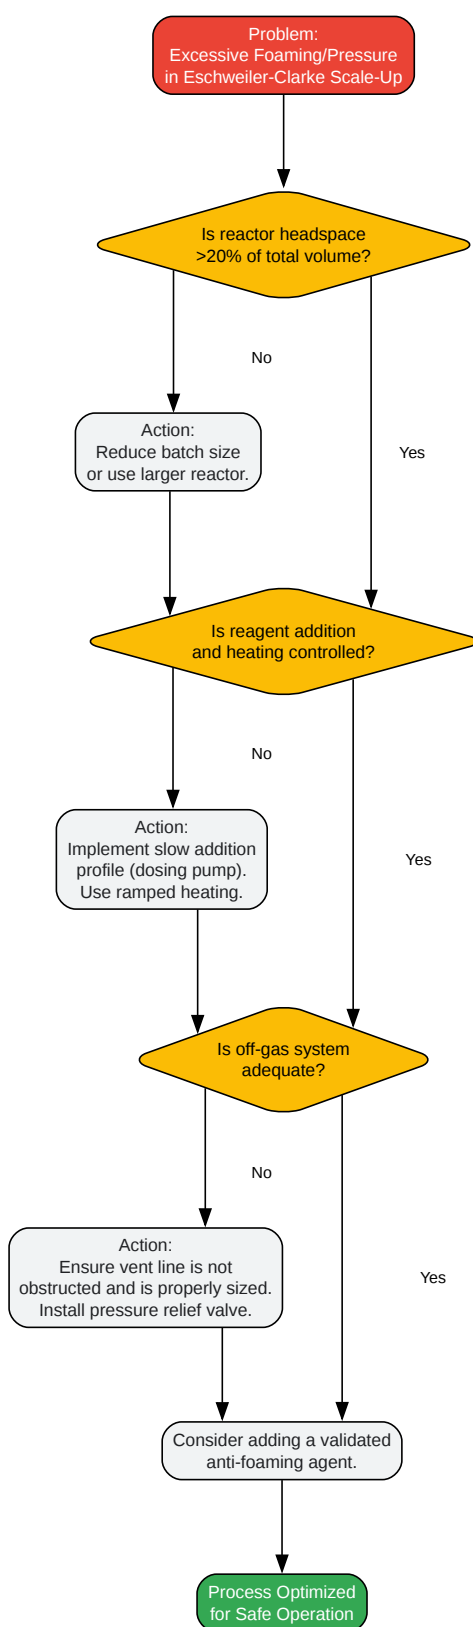 Problem:
Excessive Foaming/Pressure
in Eschweiler-Clarke Scale-Up
Is reactor headspace
>20% of total volume?
No
Action:
Reduce batch size
or use larger reactor.
Yes
Is reagent addition
and heating controlled?
No
Action:
Implement slow addition
profile (dosing pump).
Use ramped heating.
Yes
Is off-gas system
adequate?
No
Action:
Ensure vent line is not
obstructed and is properly sized.
Install pressure relief valve.
Yes
Consider adding a validated
anti-foaming agent.
Process Optimized
for Safe Operation